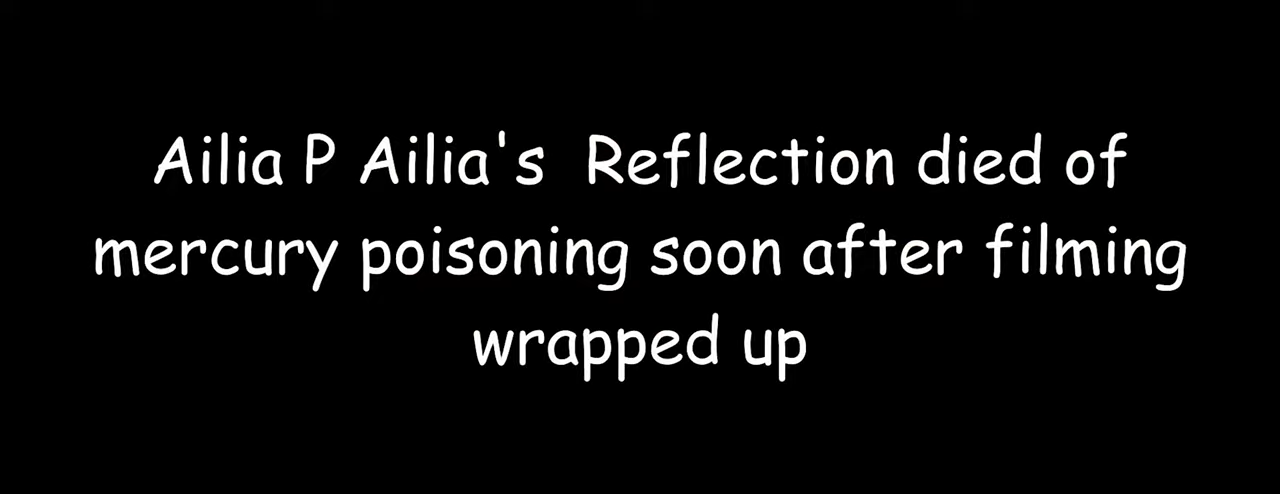 Ailia P Ailia's  Reflection died of
mercury poisoning soon after filming
wrapped up